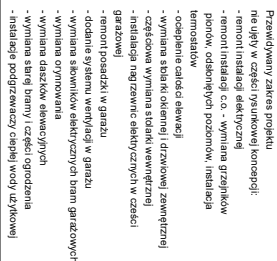 Przewidywany zakres projektu
nie ujęty w części rysunkowej koncepcji:
- remont instalacji elektrycznej
- remont instalacji c.o. - wymiana grzejników
pionów, odsłoniętych poziomów, instalacja
termostatów
- ocieplenie całości elewacji
- wymiana stolarki okiennej i drzwiowej zewnętrznej
- częściowa wymiana stolarki wewnętrznej
- instalacja nagrzewnic elektrycznych w części
garażowej
- remont posadzki w garażu
- dodanie systemu wentylacji w garażu
- wymiana siłowników elektrycznych bram garażowych
- wymiana orynnowania
- wymiana daszków elewacyjnych
- wymiana starej bramy i części ogrodzenia
- instalacje podgrzewaczy ciepłej wody użytkowej